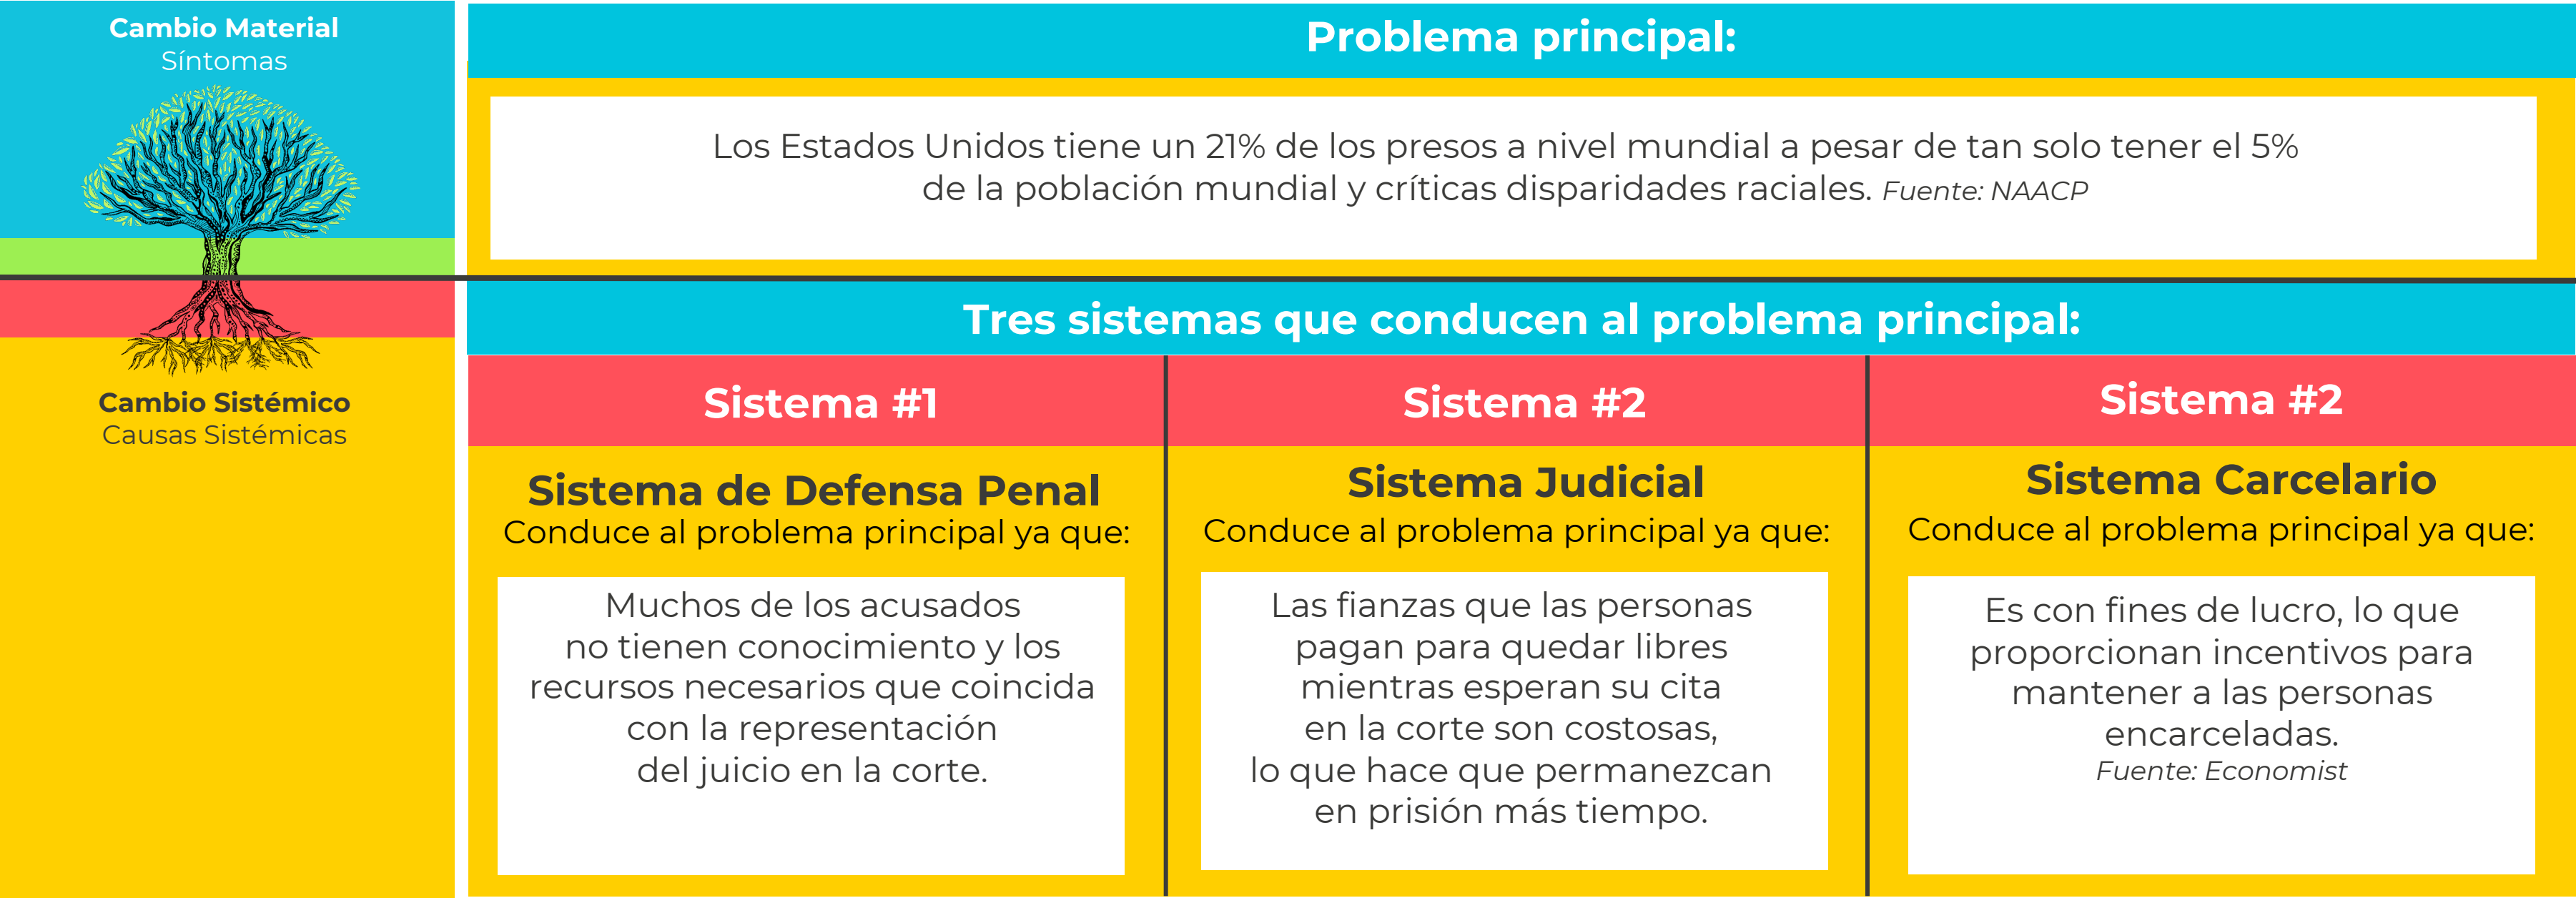 Cambio Material
Síntomas
Cambio Sistémico
Causas Sistémicas
Problema principal:
Los Estados Unidos tiene un 21% de los presos a nivel mundial a pesar de tan solo tener el 5%
de la población mundial y críticas disparidades raciales. Fuente: NAACP
Tres sistemas que conducen al problema principal:
Sistema #1
Sistema de Defensa Penal
Conduce al problema principal ya que:
Muchos de los acusados
no tienen conocimiento y los
recursos necesarios que coincida
con la representación
del juicio en la corte.
Sistema #2
Sistema Judicial
Conduce al problema principal ya que:
Las fianzas que las personas
pagan para quedar libres
mientras esperan su cita
en la corte son costosas,
lo que hace que permanezcan
en prisión más tiempo.
Sistema #2
Sistema Carcelario
Conduce al problema principal ya que:
Es con fines de lucro, lo que
proporcionan incentivos para
mantener a las personas
encarceladas.
Fuente: Economist